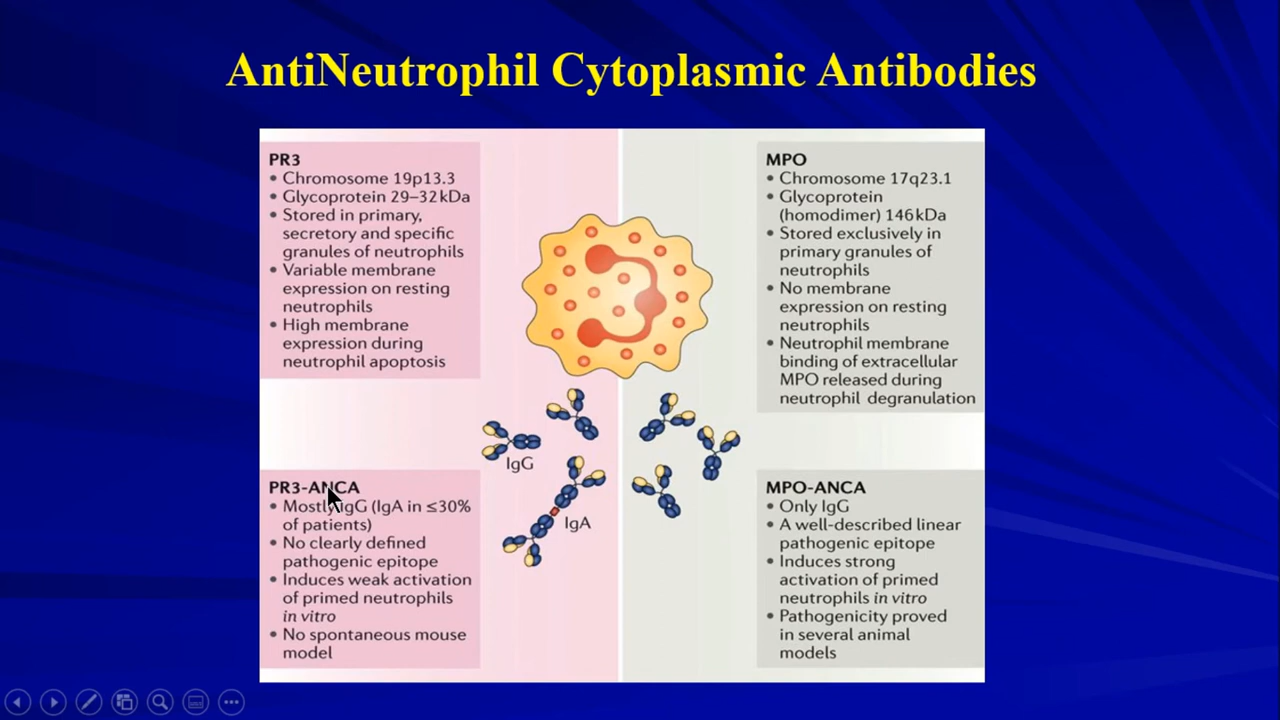 AntiNeutrophil Cytoplasmic Antibodies
PR3
• Chromosome 19p13.3
• Glycoprotein 29–32 kDa
• Stored in primary,
secretory and specific
granules of neutrophils
• Variable membrane
expression on resting
neutrophils
• High membrane
expression during
neutrophil apoptosis
MPO
• Chromosome 17q23.1
• Glycoprotein
(homodimer) 146 kDa
• Stored exclusively in
primary granules of
neutrophils
• No membrane
expression on resting
neutrophils
• Neutrophil membrane
binding of extracellular
MPO released during
neutrophil degranulation
IgG
IgA
PR3-ANCA
• Mostly IgG (IgA in ≤30%
of patients)
• No clearly defined
pathogenic epitope
• Induces weak activation
of primed neutrophils
in vitro
• No spontaneous mouse
model
MPO-ANCA
• Only IgG
• A well-described linear
pathogenic epitope
• Induces strong
activation of primed
neutrophils in vitro
• Pathogenicity proved
in several animal
models